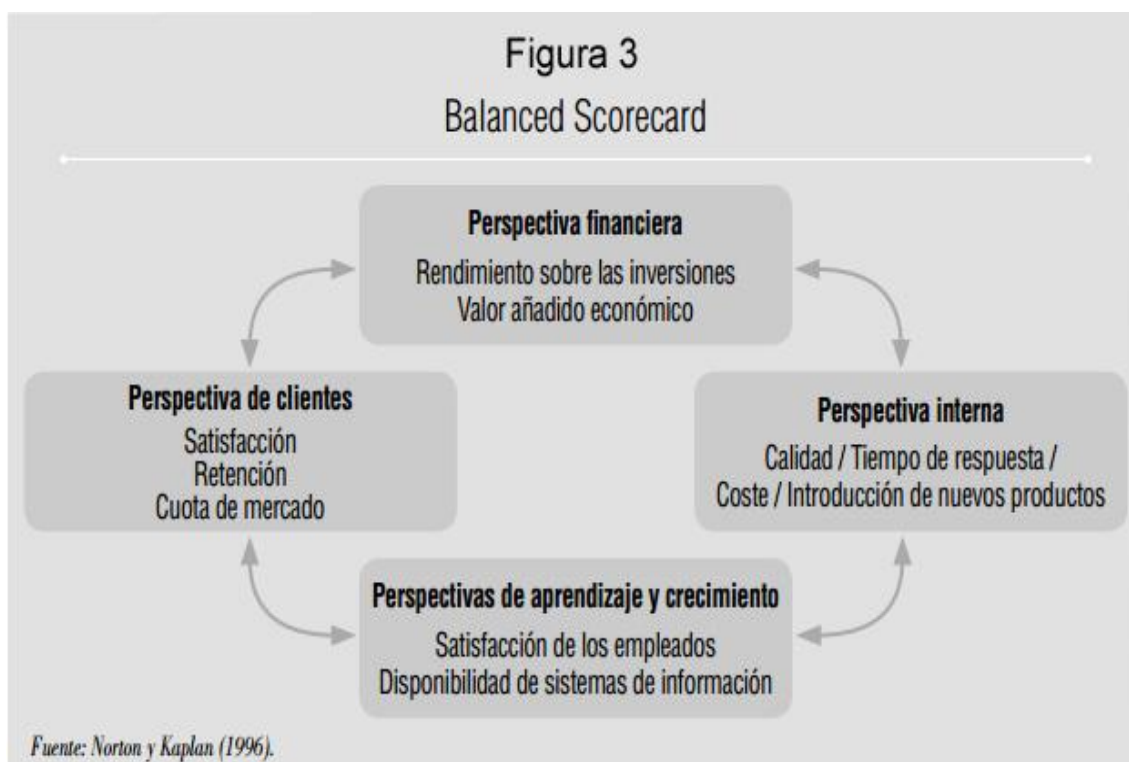 Figura 3
Balanced Scorecard
Perspectiva financiera
Rendimiento sobre las inversiones
Valor añadido económico
Perspectiva de clientes
Satisfacción
Retención
Cuota de mercado
Perspectiva interna
Calidad / Tiempo de respuesta /
Coste / Introducción de nuevos productos
Perspectivas de aprendizaje y crecimiento
Satisfacción de los empleados
Disponibilidad de sistemas de información
Fuente: Norton y Kaplan (1996).